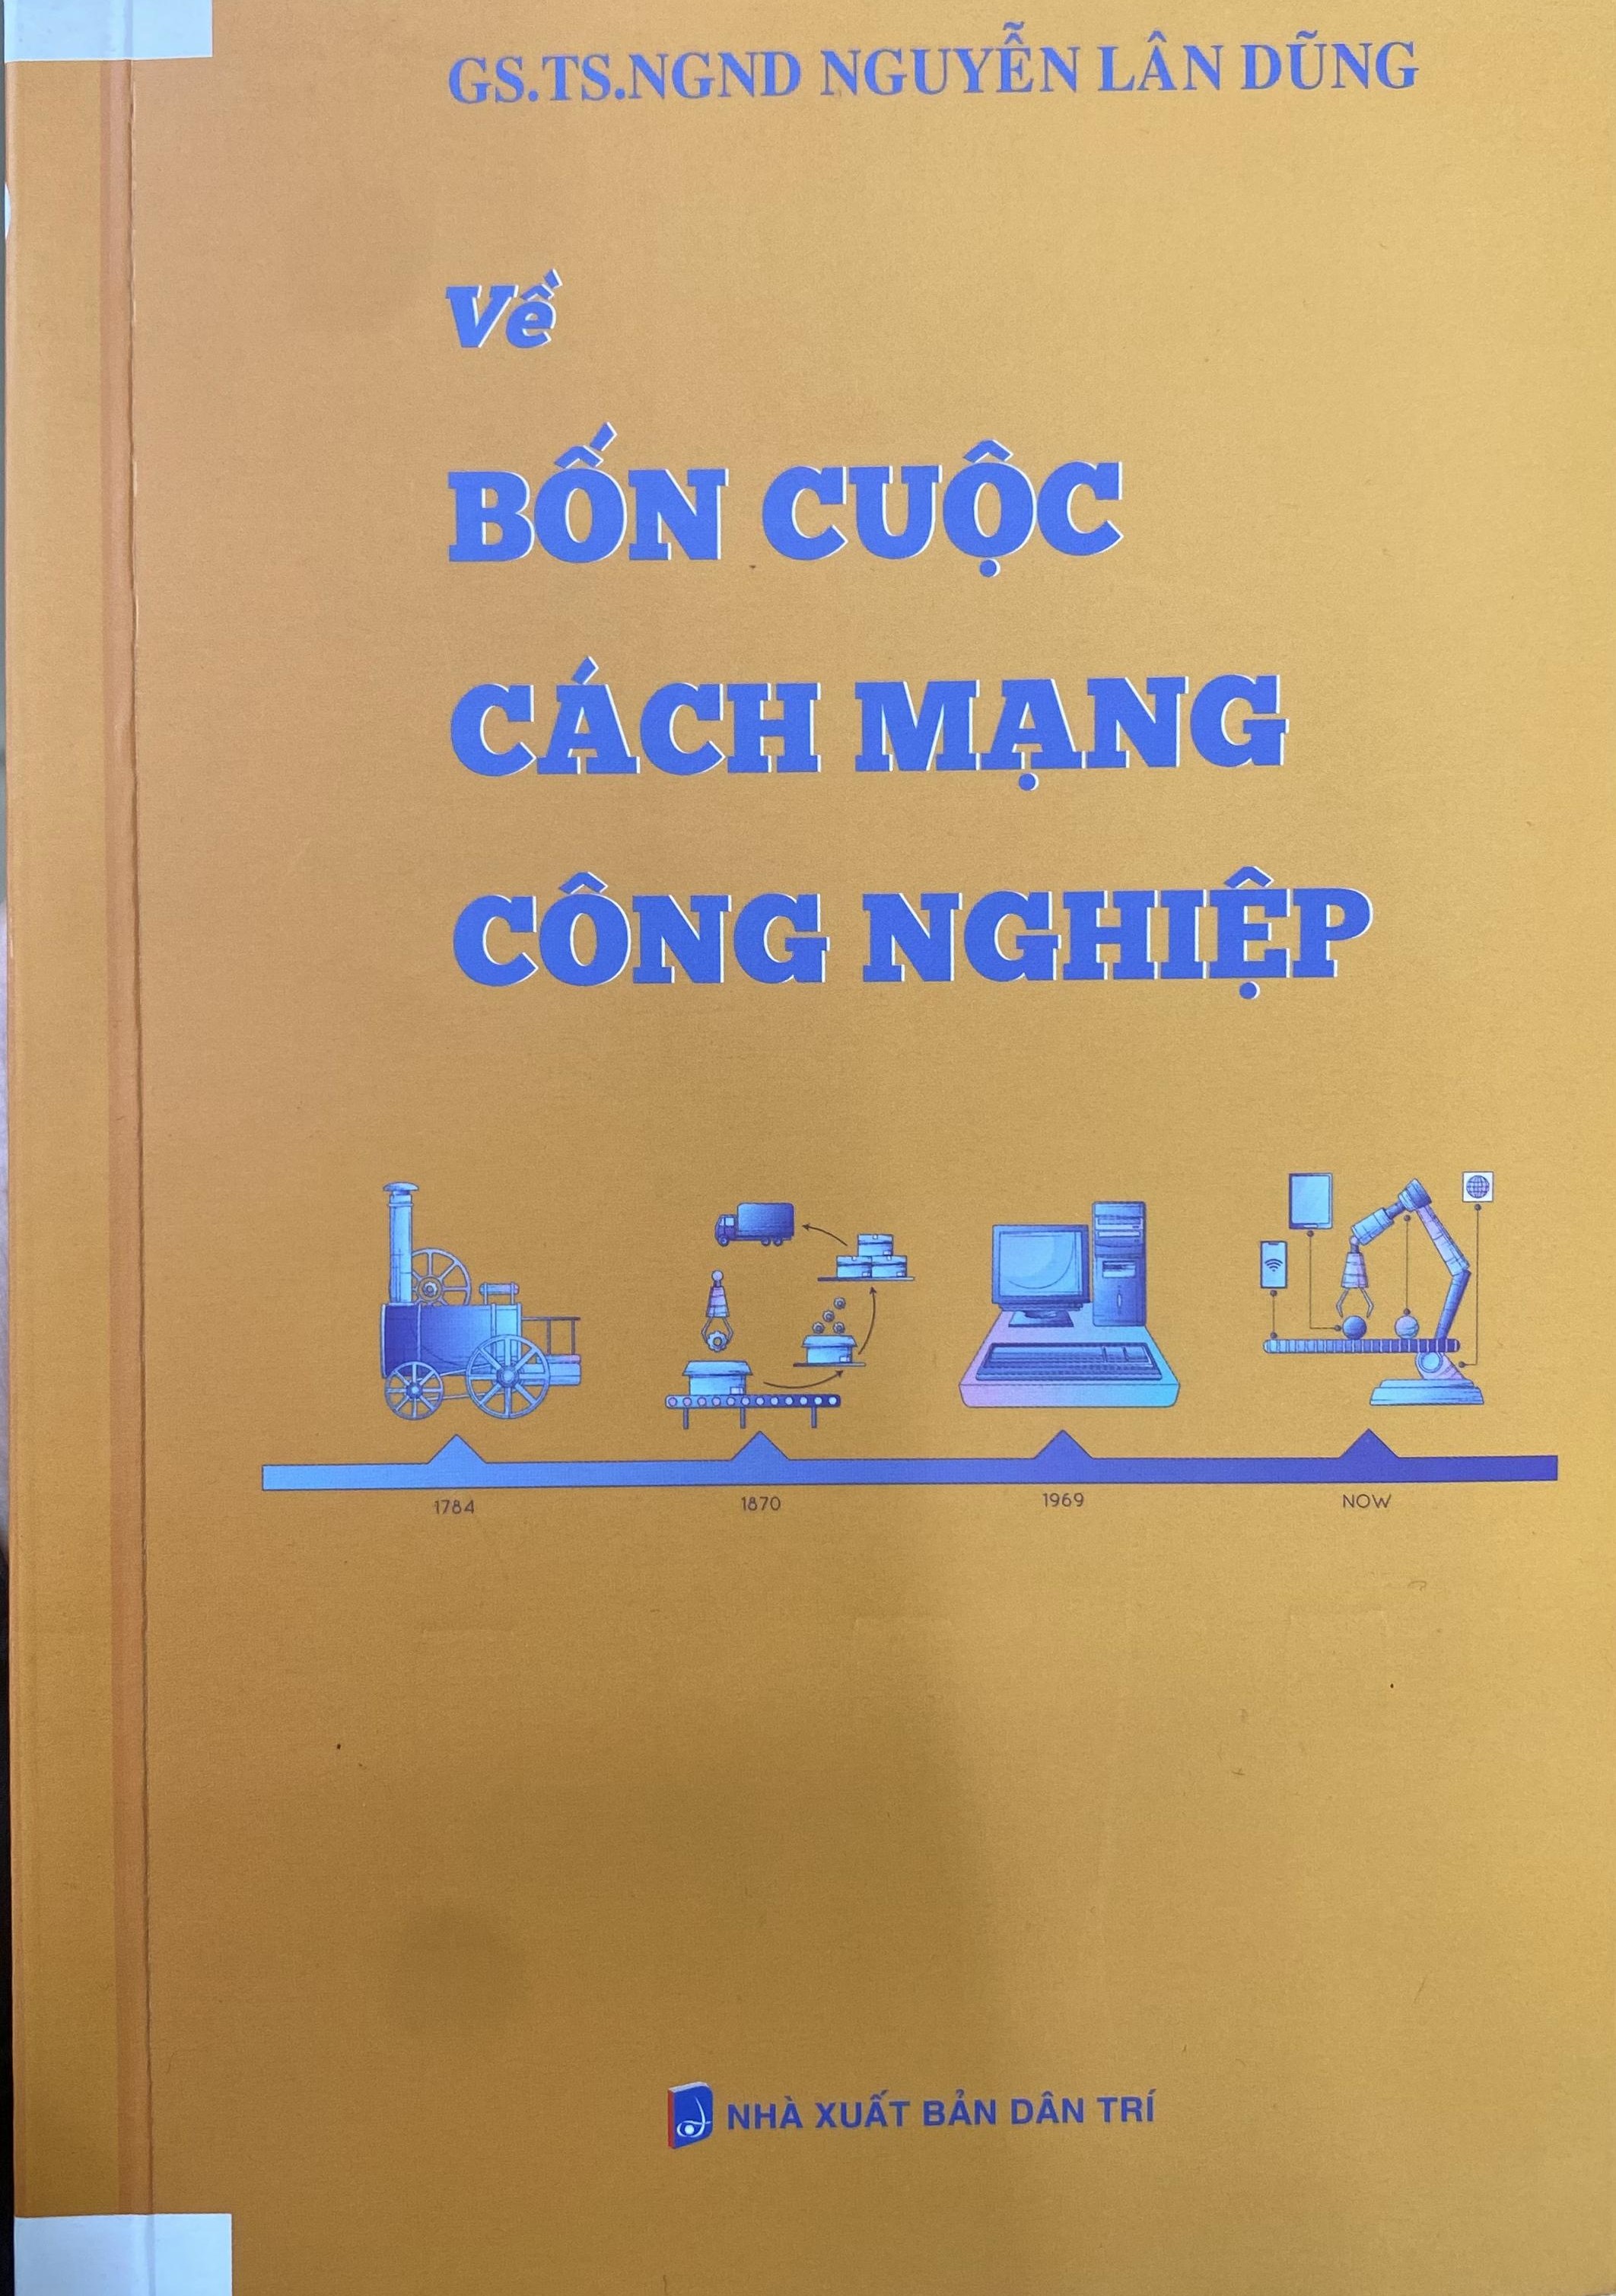 GS.TS.NGND NGUYỄN LÂN DŨNG
Về
BỐN CUỘC
CÁCH MẠNG
CÔNG NGHIỆP
1784
1870
1969
NOW
NHÀ XUẤT BẢN DÂN TRÍ